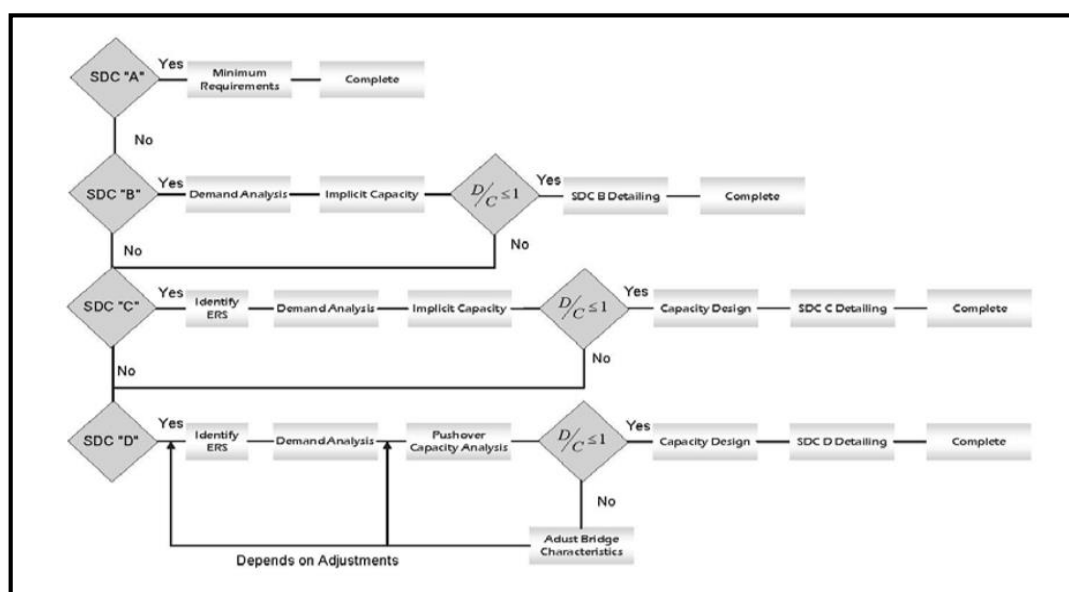 SDC "A"
Yes
Minimum
Requirements
Complete
No
SDC "B"
Yes
Demand Analysis
Implicit Capacity
D/C ≤ 1
Yes
SDC B Detailing
Complete
No
No
SDC "C"
Yes
Identify
ERS
Demand Analysis
Implicit Capacity
D/C ≤ 1
Yes
Capacity Design
SDC C Detailing
Complete
No
No
SDC "D"
Yes
Identify
ERS
Demand Analysis
Pushover
Capacity Analysis
D/C ≤ 1
Yes
Capacity Design
SDC D Detailing
Complete
No
Adust Bridge
Characteristics
Depends on Adjustments